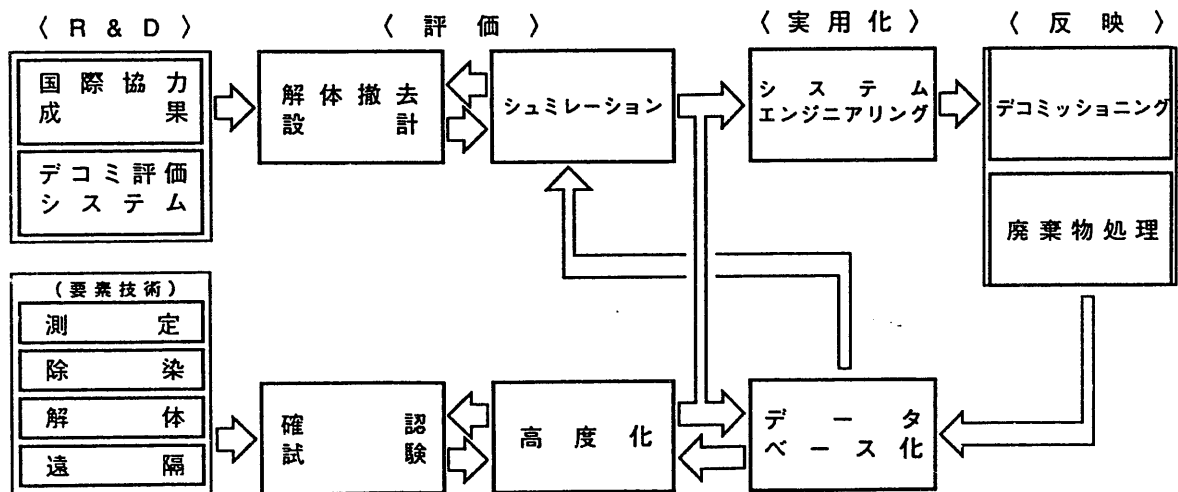 〈 R & D 〉
〈 評 価 〉
〈 実 用 化 〉
〈 反 映 〉
国 際 協 力
成 果
デコミ評価
シ ス テ ム
解 体 撤 去
設 計
シュミレーション
シ ス テ ム
エンジニアリング
デコミッショニング
廃棄物処理
(要素技術)
測 定
除 染
解 体
遠 隔
確 認
試 験
高 度 化
デ ー タ
ベ ー ス 化